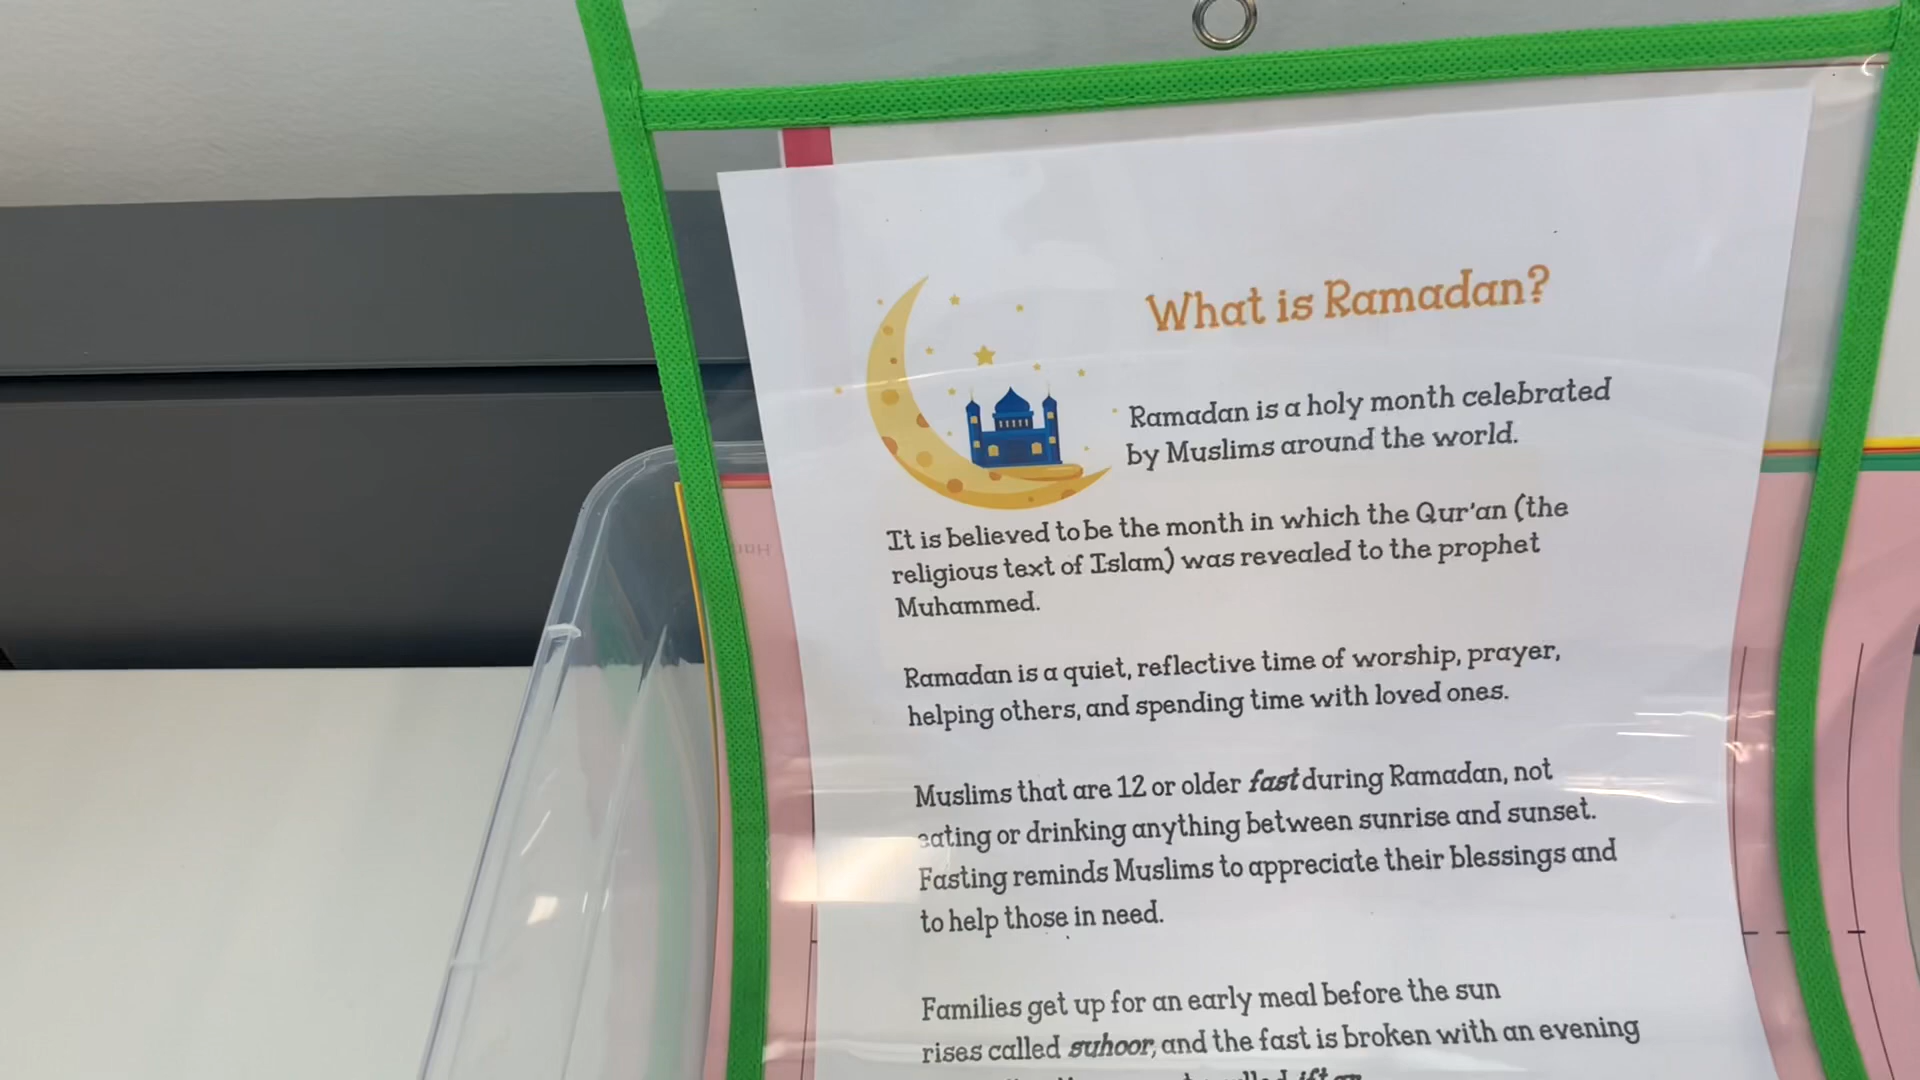 What is Ramadan?
Ramadan is a holy month celebrated
by Muslims around the world.
It is believed to be the month in which the Qur'an (the
religious text of Islam) was revealed to the prophet
Muhammed.
Ramadan is a quiet, reflective time of worship, prayer,
helping others, and spending time with loved ones.
Muslims that are 12 or older fast during Ramadan, not
eating or drinking anything between sunrise and sunset.
Fasting reminds Muslims to appreciate their blessings and
to help those in need.
Families get up for an early meal before the sun
rises called suhoor, and the fast is broken with an evening